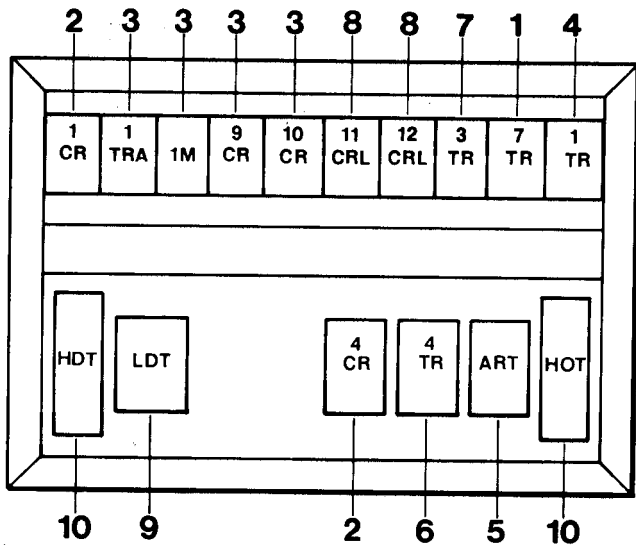 2 3 3 3 3 8 8 7 1 4
1 1 9 10 11 12 3 7 1
CR TRA 1M CR CR CRL CRL TR TR TR
4 4
HDT LDT CR TR ART HOT
10 9 2 6 5 10